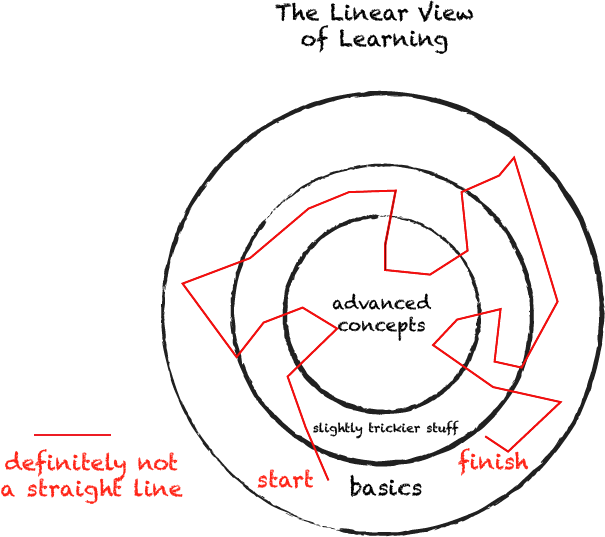 The Linear View
of Learning
advanced
concepts
slightly trickier stuff
definitely not
a straight line
start
finish
basics